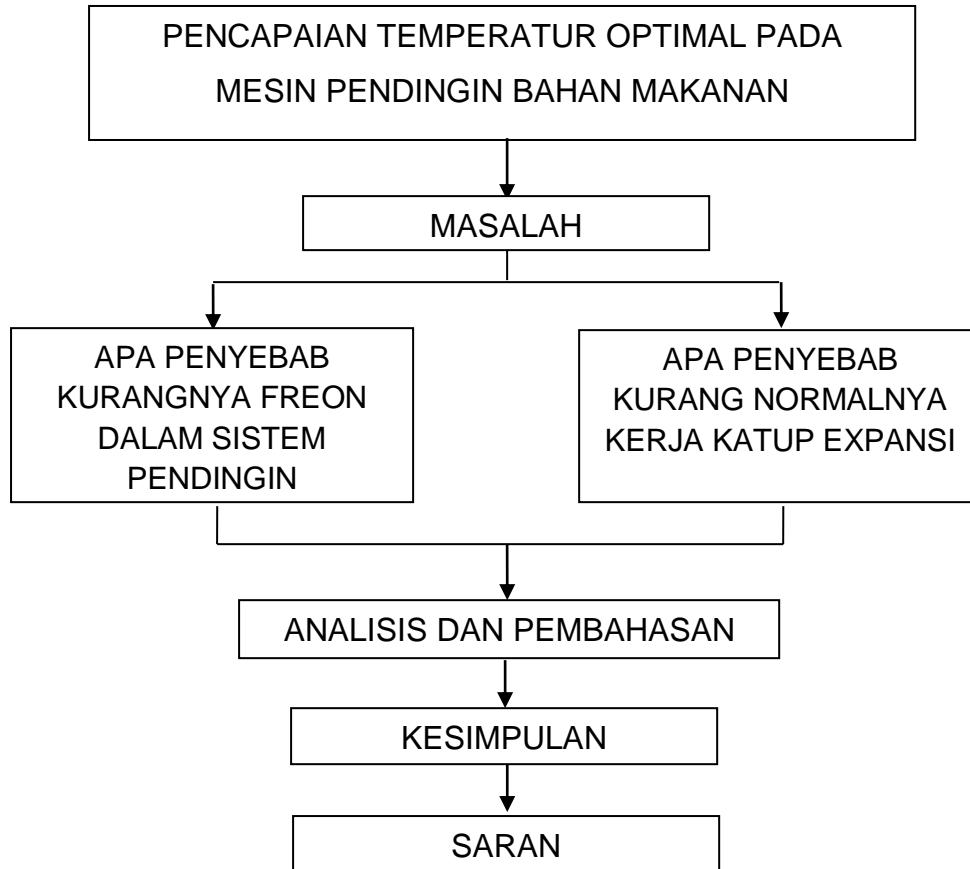 PENCAPAIAN TEMPERATUR OPTIMAL PADA
MESIN PENDINGIN BAHAN MAKANAN
MASALAH
APA PENYEBAB
KURANGNYA FREON
DALAM SISTEM
PENDINGIN
APA PENYEBAB
KURANG NORMALNYA
KERJA KATUP EXPANSI
ANALISIS DAN PEMBAHASAN
KESIMPULAN
SARAN